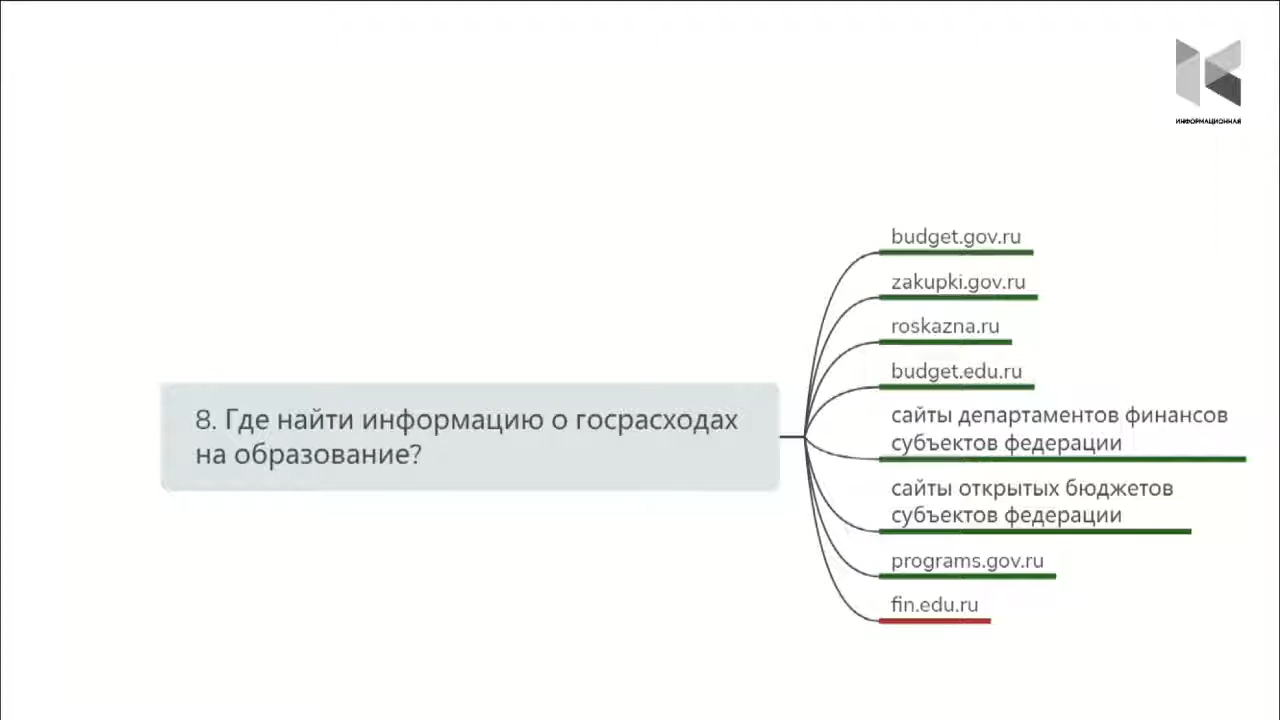 ИНФОРМАЦИОННАЯ
8. Где найти информацию о госрасходах
на образование?
budget.gov.ru
zakupki.gov.ru
roskazna.ru
budget.edu.ru
сайты департаментов финансов
субъектов федерации
сайты открытых бюджетов
субъектов федерации
programs.gov.ru
fin.edu.ru